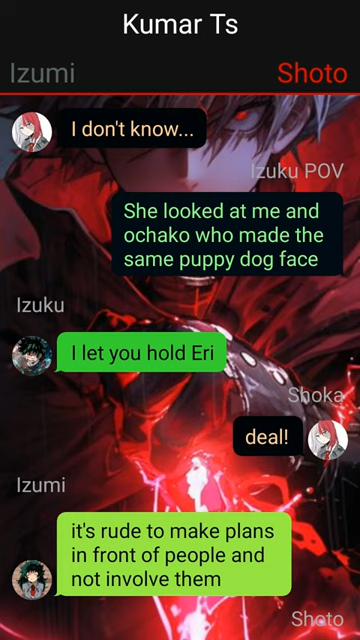 Kumar Ts
Izumi
Shoto
I don't know...
Izuku POV
She looked at me and
ochako who made the
same puppy dog face
Izuku
I let you hold Eri
Shoka
deal!
Izumi
it's rude to make plans
in front of people and
not involve them
Shoto